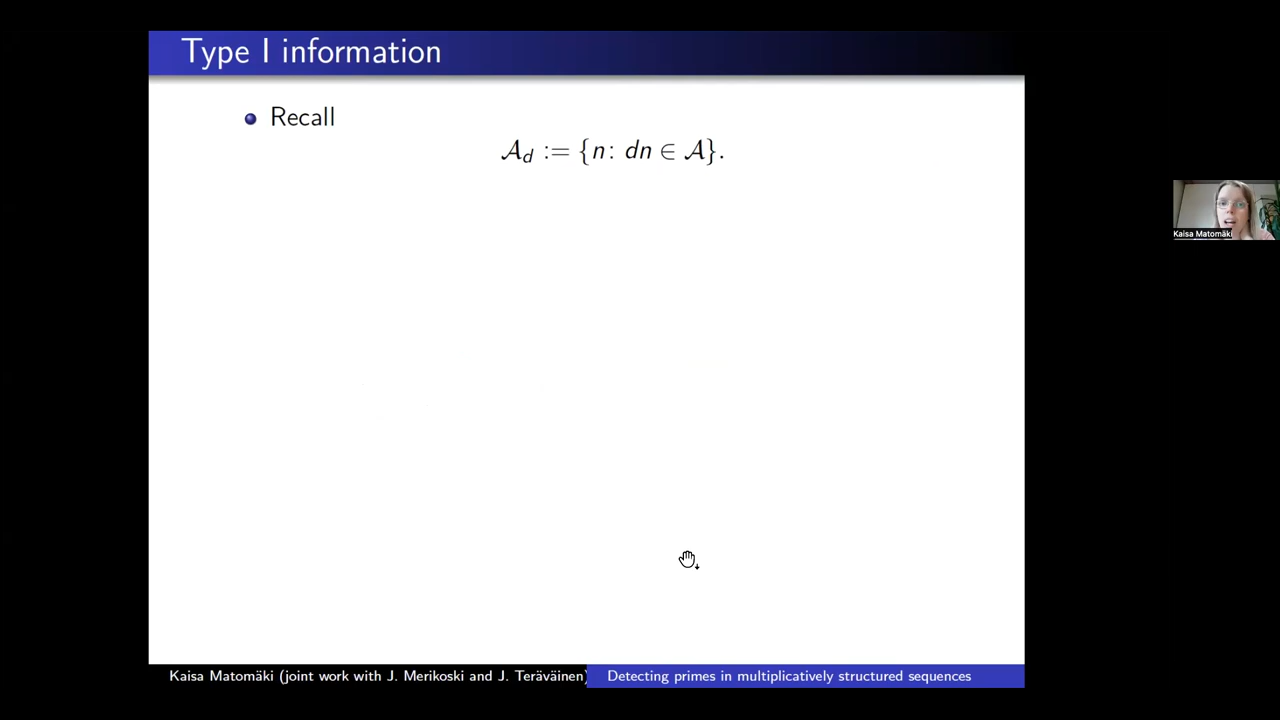 Type I information
Recall
𝒜_d := {n: dn ∈ 𝒜}.
Kaisa Matomäki
Kaisa Matomäki (joint work with J. Merikoski and J. Teräväinen)
Detecting primes in multiplicatively structured sequences